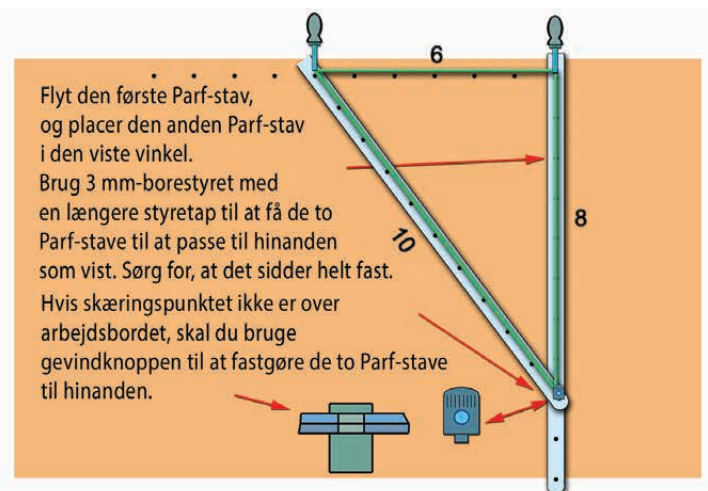 6
Flyt den første Parf-stav,
og placer den anden Parf-stav
i den viste vinkel.
Brug 3 mm-borestyret med
en længere styretap til at få de to
Parf-stave til at passe til hinanden
som vist. Sørg for, at det sidder helt fast.
Hvis skæringspunktet ikke er over
arbejdsbordet, skal du bruge
gevindknoppen til at fastgøre de to Parf-stave
til hinanden.
10
8